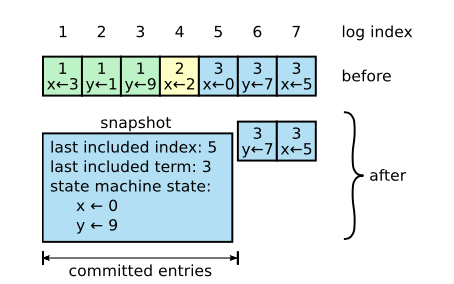 1 2 3 4 5 6 7 log index
1 1 1 2 3 3 3
x←3 y←1 y←9 x←2 x←0 y←7 x←5 before
snapshot
last included index: 5
last included term: 3
state machine state:
x ← 0
y ← 9
3 3
y←7 x←5
after
committed entries